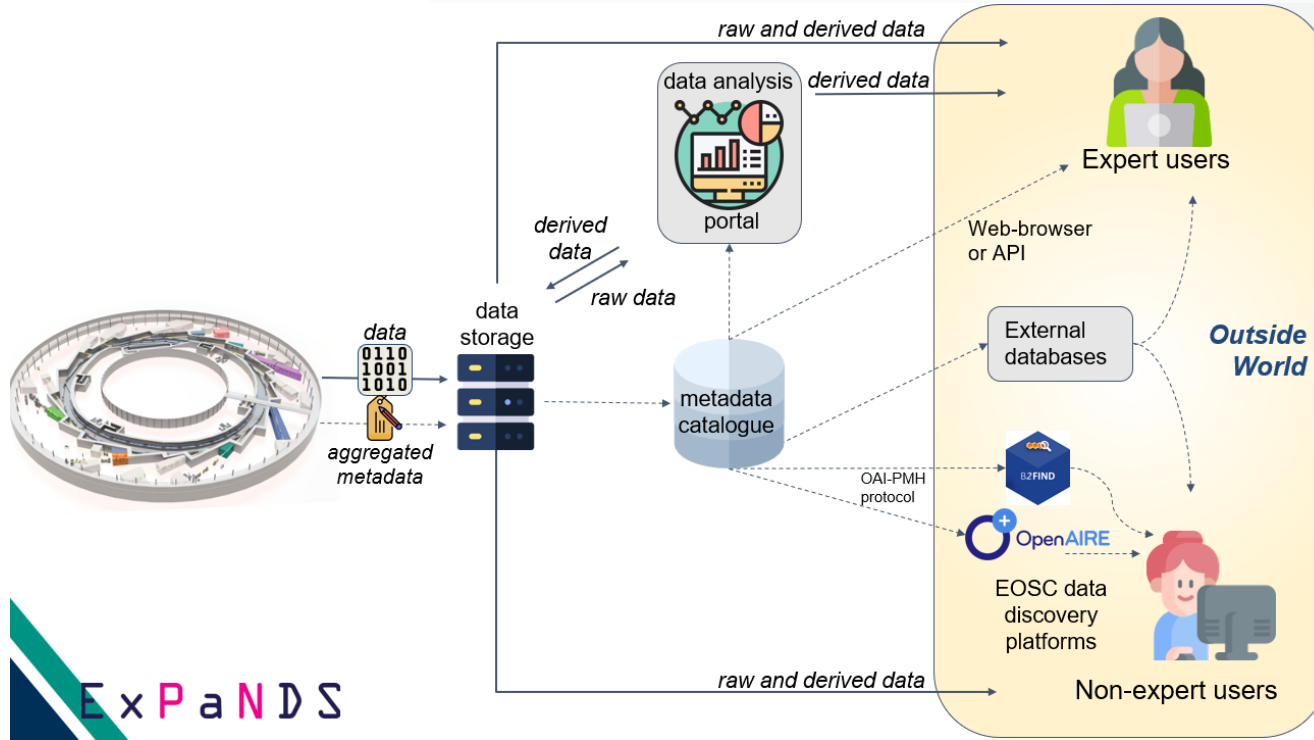 raw and derived data
data analysis
portal
derived data
Expert users
derived
data
raw data
Web-browser
or API
data
storage
data
0110
1001
1010
aggregated
metadata
metadata
catalogue
External
databases
Outside
World
OAI-PMH
protocol
B2FIND
OpenAIRE
EOSC data
discovery
platforms
raw and derived data
Non-expert users
ExPaNDS